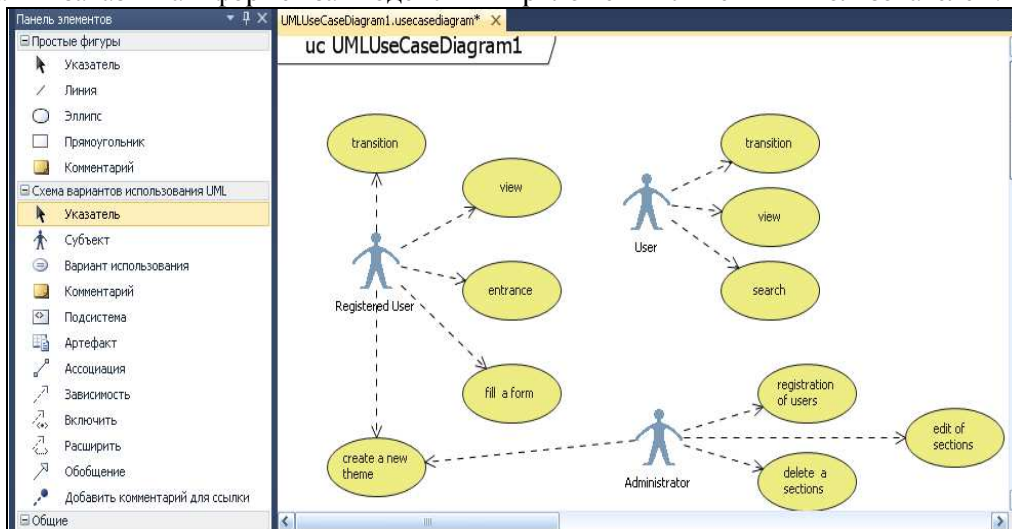 Панель элементов
Простые фигуры
Указатель
Линия
Эллипс
Прямоугольник
Комментарий
Схема вариантов использования UML
Указатель
Субъект
Вариант использования
Комментарий
Подсистема
Артефакт
Ассоциация
Зависимость
Включить
Расширить
Обобщение
Добавить комментарий для ссылки
Общие
UMLUseCaseDiagram1.usecasediagram*
uc UMLUseCaseDiagram1
transition
view
Registered User
entrance
fill a form
create a new
theme
transition
view
User
search
registration
of users
edit of
sections
Administrator
delete a
sections